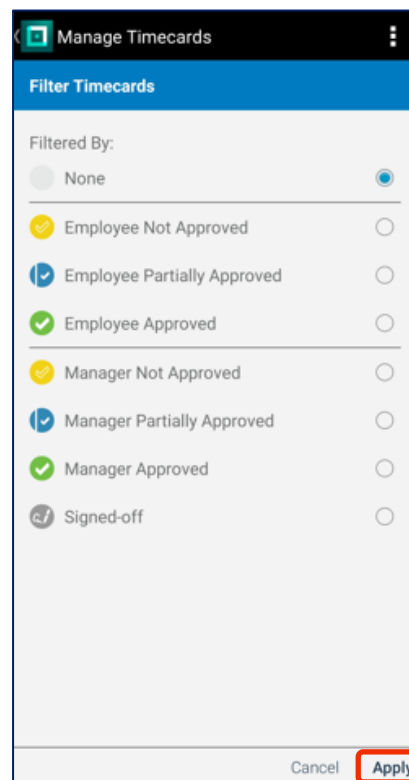 Manage Timecards
Filter Timecards
Filtered By:
None
Employee Not Approved
Employee Partially Approved
Employee Approved
Manager Not Approved
Manager Partially Approved
Manager Approved
Signed-off
Cancel Apply